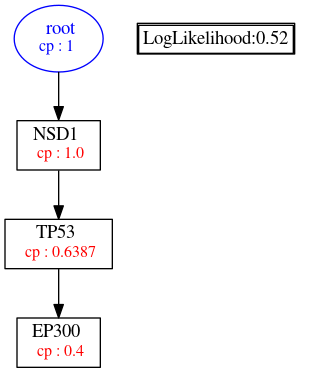 root
cp : 1
LogLikelihood:0.52
NSD1
cp : 1.0
TP53
cp : 0.6387
EP300
cp : 0.4